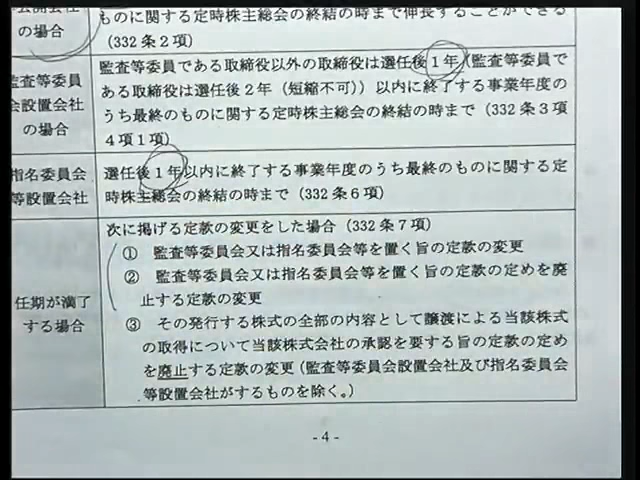 公開会社
の場合
ものに関する定時株主総会の終結の時まで伸長することができる
(332 条2項)
監査等委員
会設置会社
の場合
監査等委員である取締役以外の取締役は選任後1年(監査等委員で
ある取締役は選任後2年(短縮不可))以内に終了する事業年度の
うち最終のものに関する定時株主総会の終結の時まで(332 条3項
4項1項)
指名委員会
等設置会社
選任後1年以内に終了する事業年度のうち最終のものに関する定
時株主総会の終結の時まで(332 条6項)
任期が満了
する場合
次に掲げる定款の変更をした場合(332 条7項)
① 監査等委員会又は指名委員会等を置く旨の定款の変更
② 監査等委員会又は指名委員会等を置く旨の定款の定めを廃
止する定款の変更
③ その発行する株式の全部の内容として譲渡による当該株式
の取得について当該株式会社の承認を要する旨の定款の定め
を廃止する定款の変更(監査等委員会設置会社及び指名委員会
等設置会社がするものを除く。)
- 4 -